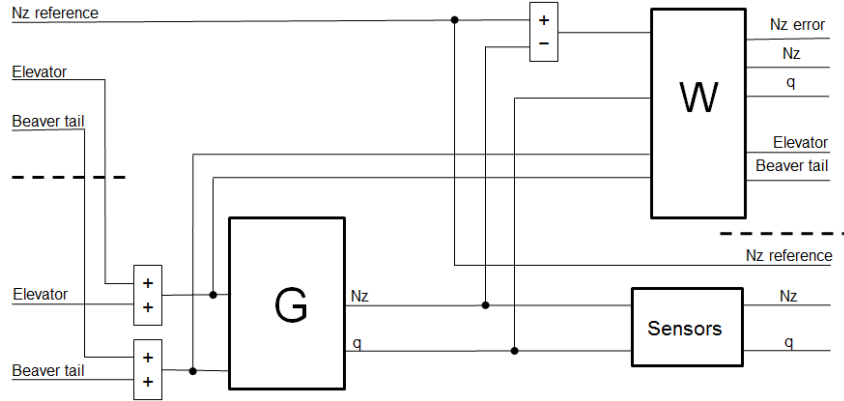 Nz reference
Elevator
Beaver tail
Elevator
Beaver tail
+
−
W
Nz error
Nz
q
Elevator
Beaver tail
Nz reference
+
+
+
+
G
Nz
q
Sensors
Nz
q